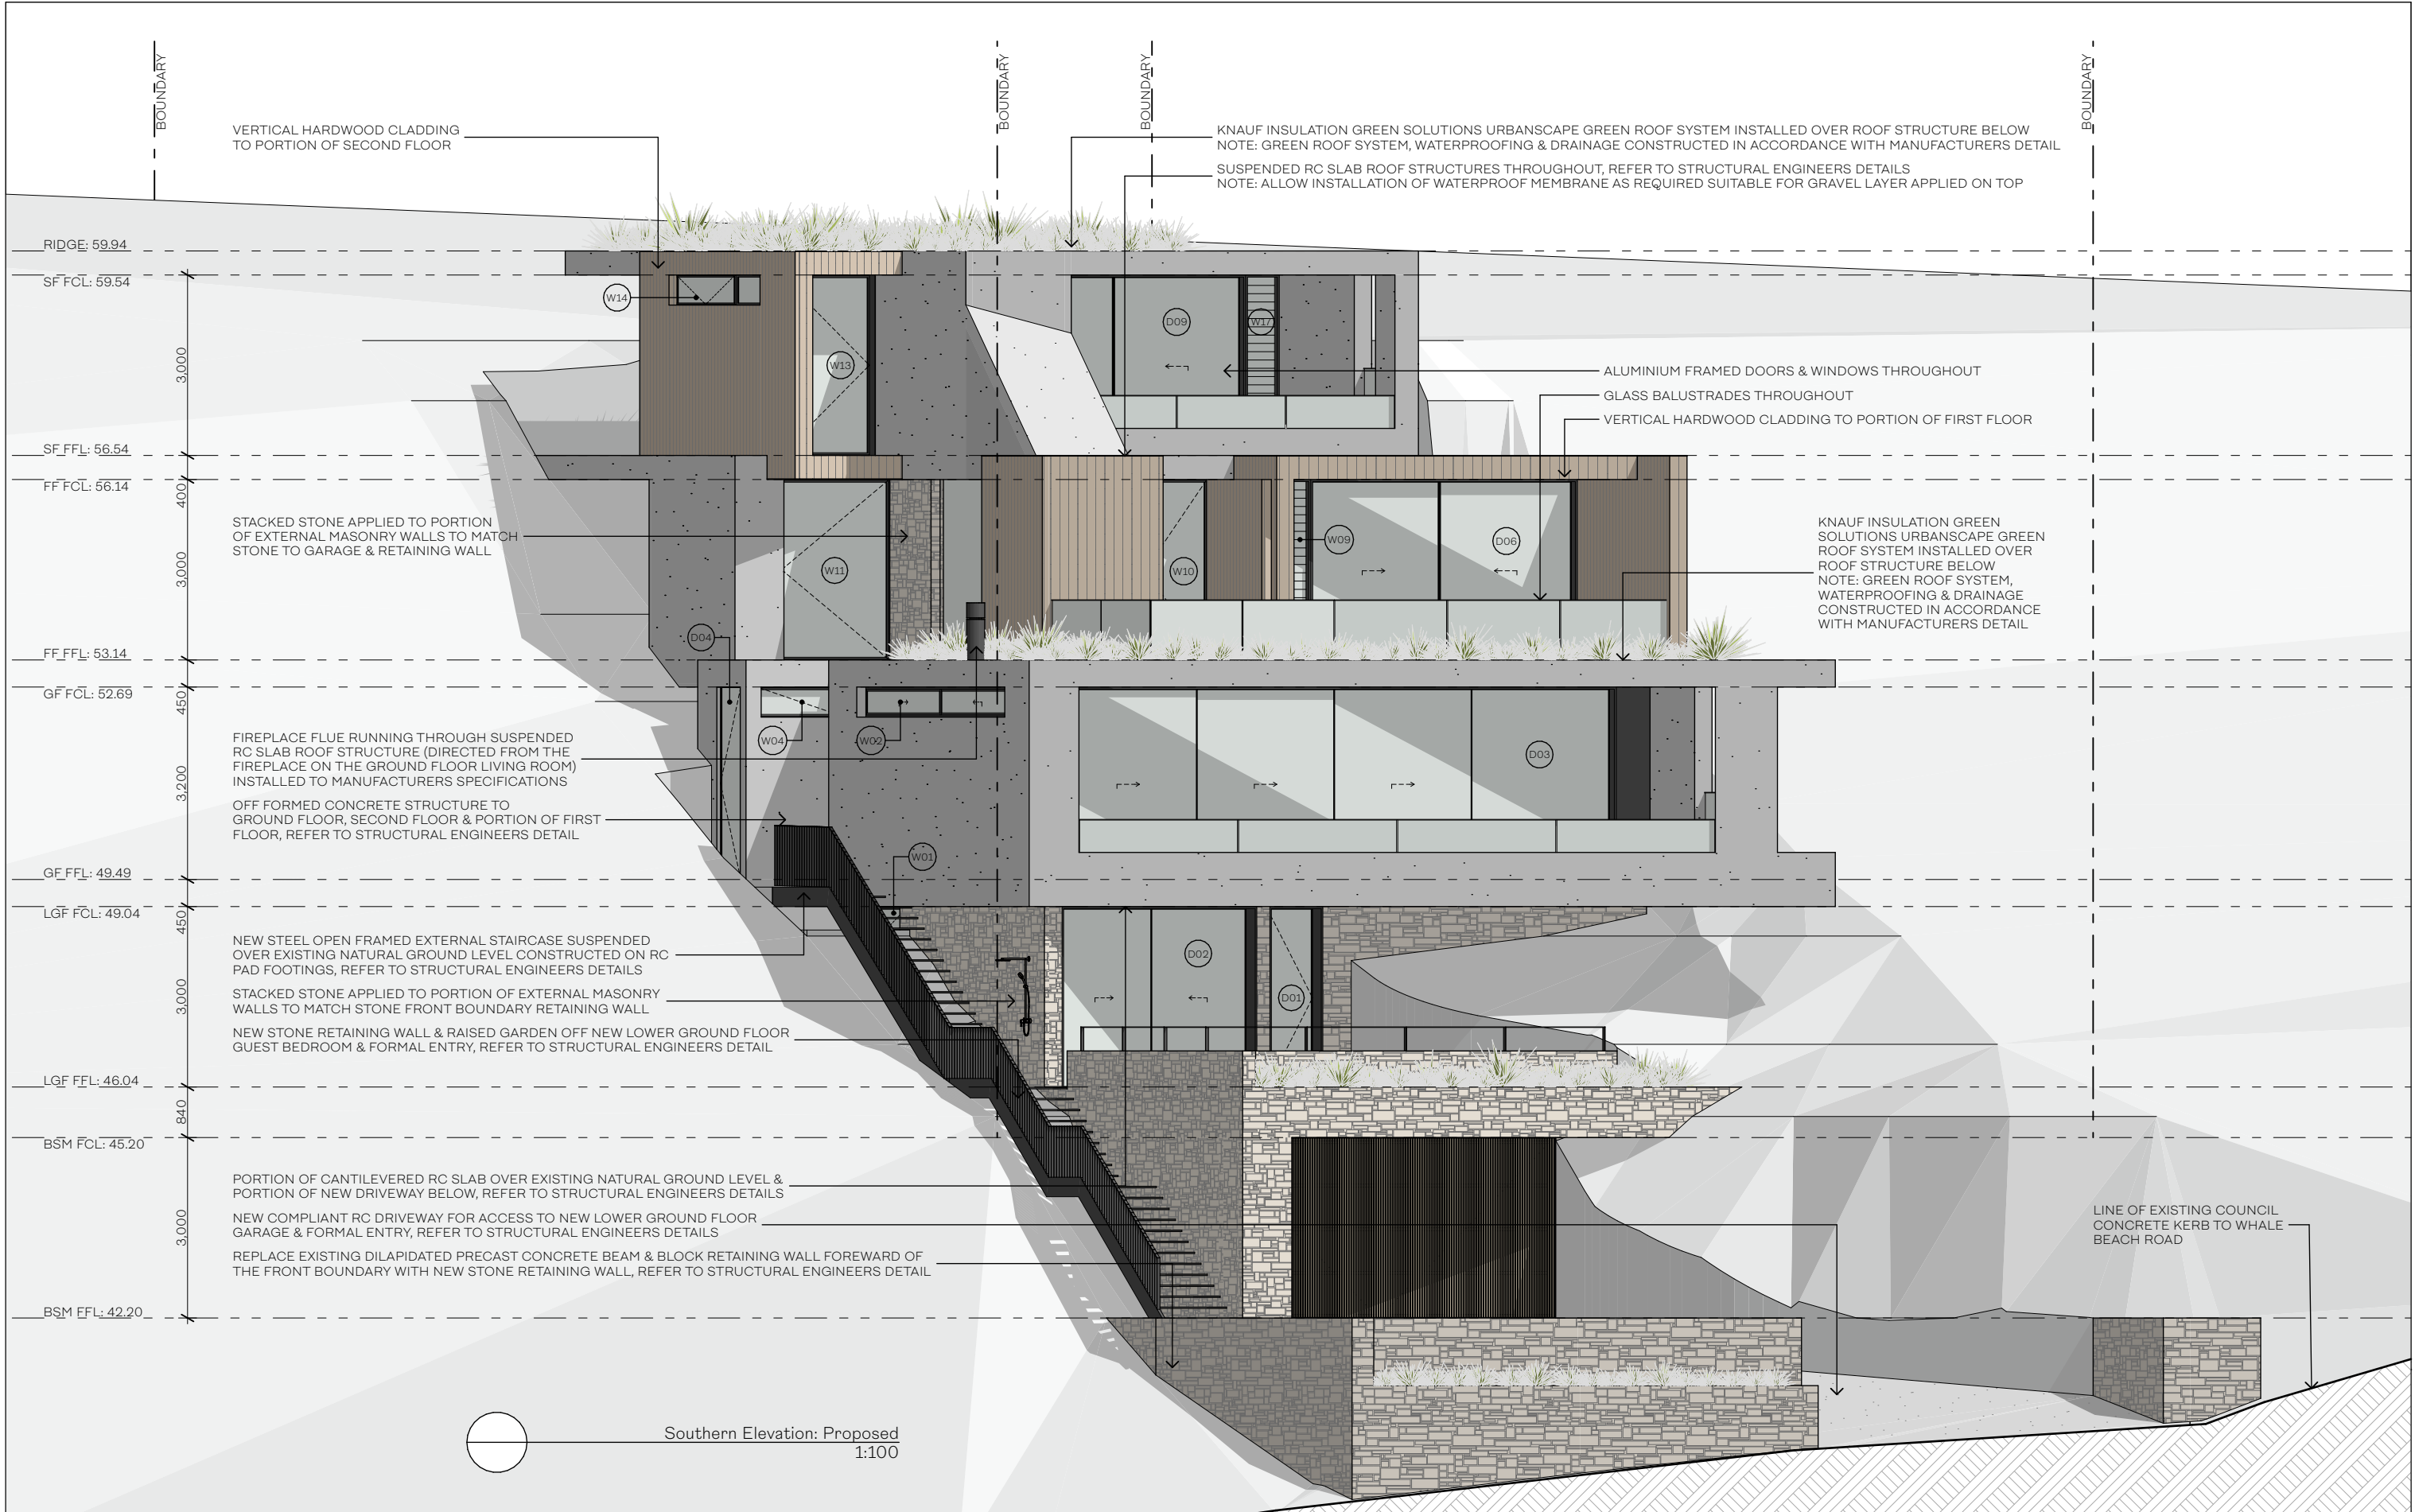 BOUNDARY
BOUNDARY
BOUNDARY
BOUNDARY
VERTICAL HARDWOOD CLADDING
TO PORTION OF SECOND FLOOR
KNAUF INSULATION GREEN SOLUTIONS URBANSCAPE GREEN ROOF SYSTEM INSTALLED OVER ROOF STRUCTURE BELOW
NOTE: GREEN ROOF SYSTEM, WATERPROOFING & DRAINAGE CONSTRUCTED IN ACCORDANCE WITH MANUFACTURERS DETAIL
SUSPENDED RC SLAB ROOF STRUCTURES THROUGHOUT, REFER TO STRUCTURAL ENGINEERS DETAILS
NOTE: ALLOW INSTALLATION OF WATERPROOF MEMBRANE AS REQUIRED SUITABLE FOR GRAVEL LAYER APPLIED ON TOP
RIDGE: 59.94
SF FCL: 59.54
W14
D09
W17
W13
3,000
ALUMINIUM FRAMED DOORS & WINDOWS THROUGHOUT
GLASS BALUSTRADES THROUGHOUT
VERTICAL HARDWOOD CLADDING TO PORTION OF FIRST FLOOR
SF FFL: 56.54
400
FF FCL: 56.14
STACKED STONE APPLIED TO PORTION
OF EXTERNAL MASONRY WALLS TO MATCH
STONE TO GARAGE & RETAINING WALL
W11
W10
W09
D06
KNAUF INSULATION GREEN
SOLUTIONS URBANSCAPE GREEN
ROOF SYSTEM INSTALLED OVER
ROOF STRUCTURE BELOW
NOTE: GREEN ROOF SYSTEM,
WATERPROOFING & DRAINAGE
CONSTRUCTED IN ACCORDANCE
WITH MANUFACTURERS DETAIL
3,000
D04
FF FFL: 53.14
450
GF FCL: 52.69
FIREPLACE FLUE RUNNING THROUGH SUSPENDED
RC SLAB ROOF STRUCTURE (DIRECTED FROM THE
FIREPLACE ON THE GROUND FLOOR LIVING ROOM)
INSTALLED TO MANUFACTURERS SPECIFICATIONS
W04
W02
D03
3,200
OFF FORMED CONCRETE STRUCTURE TO
GROUND FLOOR, SECOND FLOOR & PORTION OF FIRST
FLOOR, REFER TO STRUCTURAL ENGINEERS DETAIL
W01
GF FFL: 49.49
450
LGF FCL: 49.04
NEW STEEL OPEN FRAMED EXTERNAL STAIRCASE SUSPENDED
OVER EXISTING NATURAL GROUND LEVEL CONSTRUCTED ON RC
PAD FOOTINGS, REFER TO STRUCTURAL ENGINEERS DETAILS
D02
D01
3,000
STACKED STONE APPLIED TO PORTION OF EXTERNAL MASONRY
WALLS TO MATCH STONE FRONT BOUNDARY RETAINING WALL
NEW STONE RETAINING WALL & RAISED GARDEN OFF NEW LOWER GROUND FLOOR
GUEST BEDROOM & FORMAL ENTRY, REFER TO STRUCTURAL ENGINEERS DETAIL
LGF FFL: 46.04
840
BSM FCL: 45.20
PORTION OF CANTILEVERED RC SLAB OVER EXISTING NATURAL GROUND LEVEL &
PORTION OF NEW DRIVEWAY BELOW, REFER TO STRUCTURAL ENGINEERS DETAILS
3,000
NEW COMPLIANT RC DRIVEWAY FOR ACCESS TO NEW LOWER GROUND FLOOR
GARAGE & FORMAL ENTRY, REFER TO STRUCTURAL ENGINEERS DETAILS
REPLACE EXISTING DILAPIDATED PRECAST CONCRETE BEAM & BLOCK RETAINING WALL FOREWARD OF
THE FRONT BOUNDARY WITH NEW STONE RETAINING WALL, REFER TO STRUCTURAL ENGINEERS DETAIL
LINE OF EXISTING COUNCIL
CONCRETE KERB TO WHALE
BEACH ROAD
BSM FFL: 42.20
Southern Elevation: Proposed
1:100